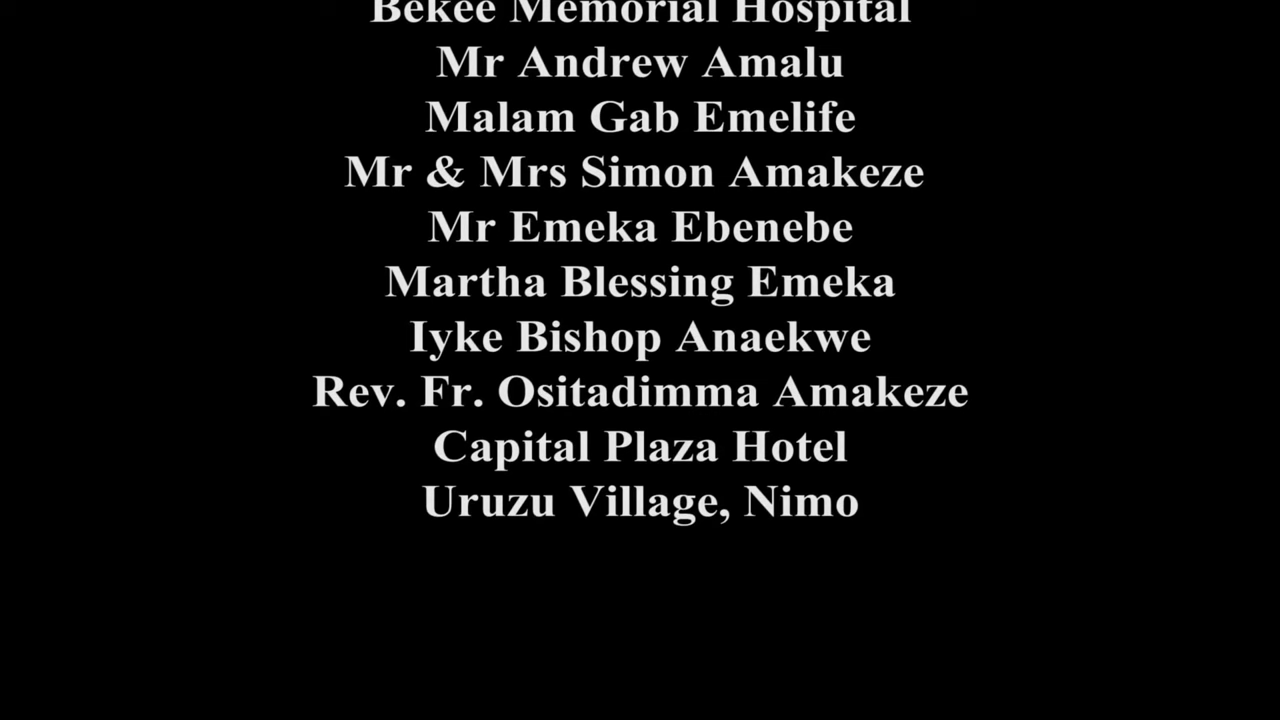 Bekee Memorial Hospital
Mr Andrew Amalu
Malam Gab Emelife
Mr & Mrs Simon Amakeze
Mr Emeka Ebenebe
Martha Blessing Emeka
Iyke Bishop Anaekwe
Rev. Fr. Ositadimma Amakeze
Capital Plaza Hotel
Uruzu Village, Nimo